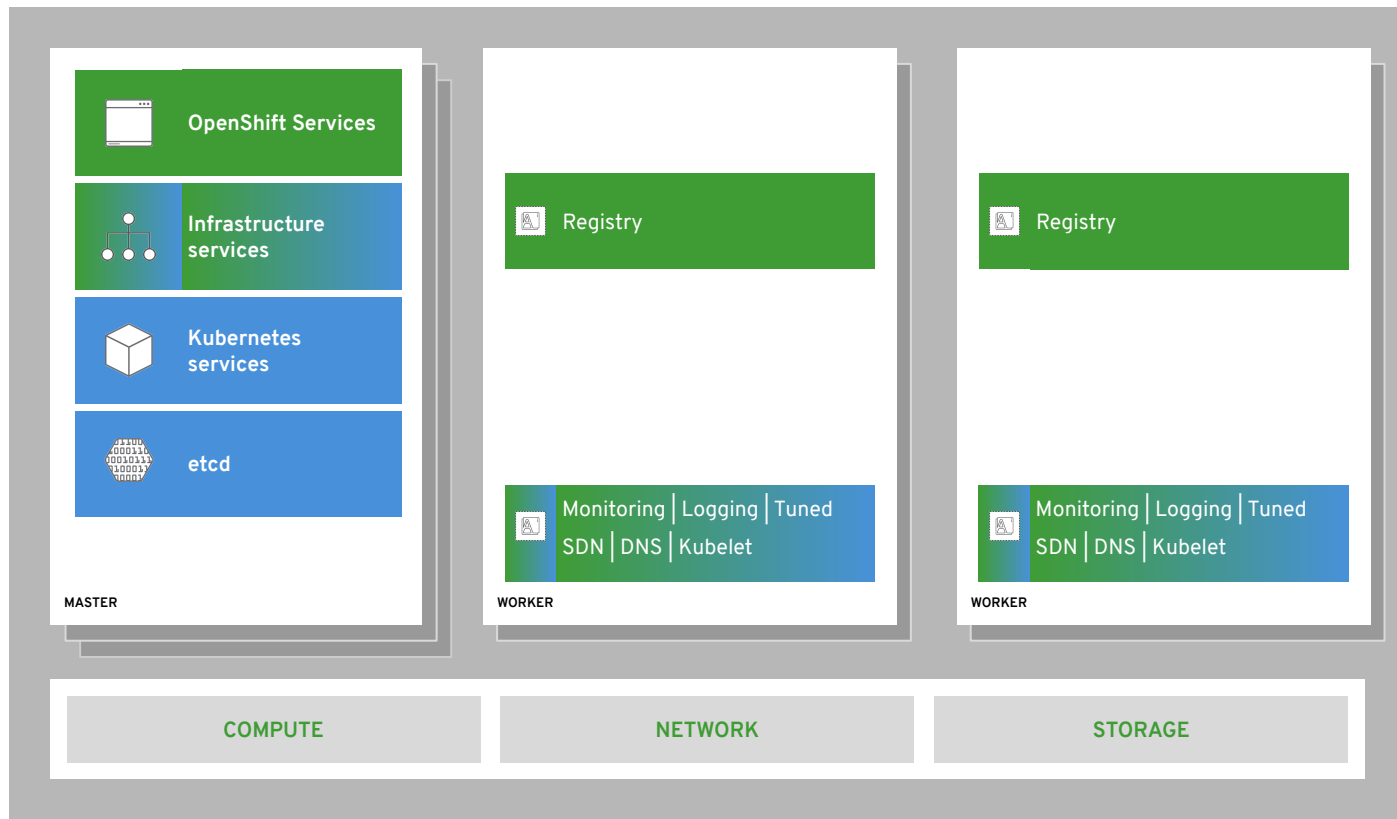 OpenShift Services
Infrastructure
services
Kubernetes
services
etcd
MASTER
Registry
Monitoring | Logging | Tuned
SDN | DNS | Kubelet
WORKER
Registry
Monitoring | Logging | Tuned
SDN | DNS | Kubelet
WORKER
COMPUTE
NETWORK
STORAGE